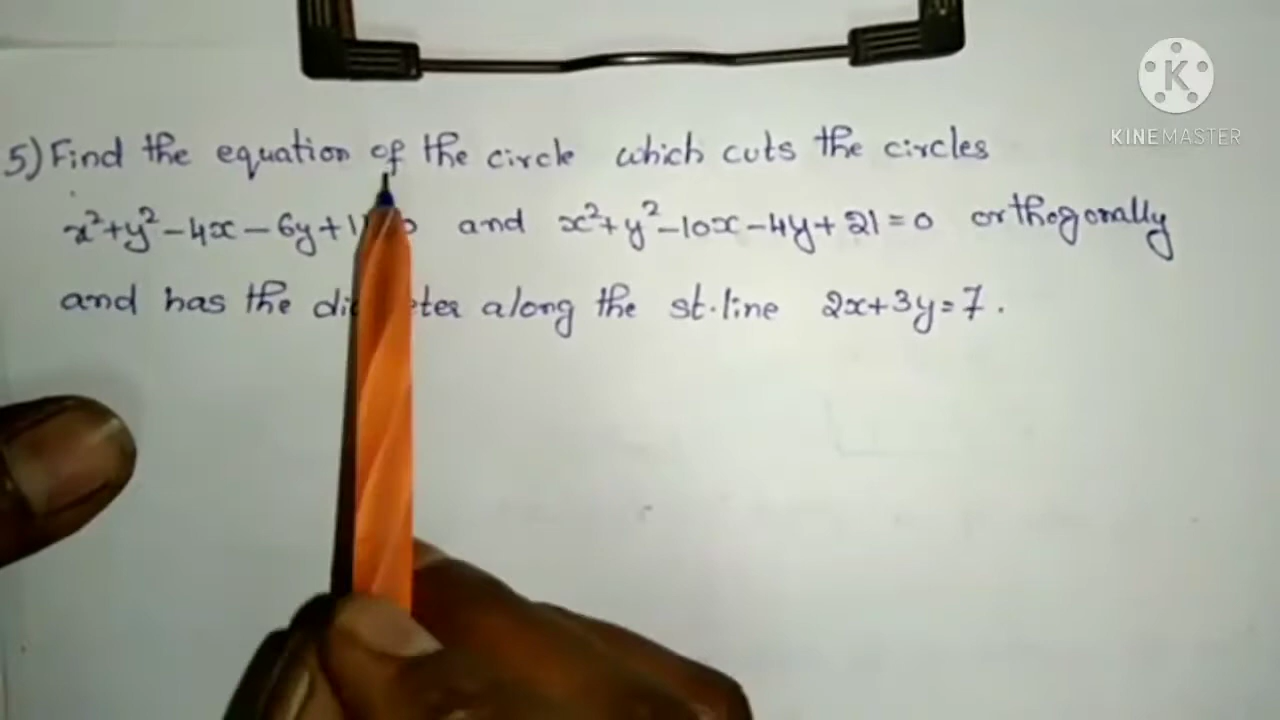 5) Find the equation of the circle which cuts the circles
x²+y²-4x-6y+1 and x²+y²-10x-4y+21=0 orthogonally
and has the along the st.line 2x+3y=7.
KINEMASTER